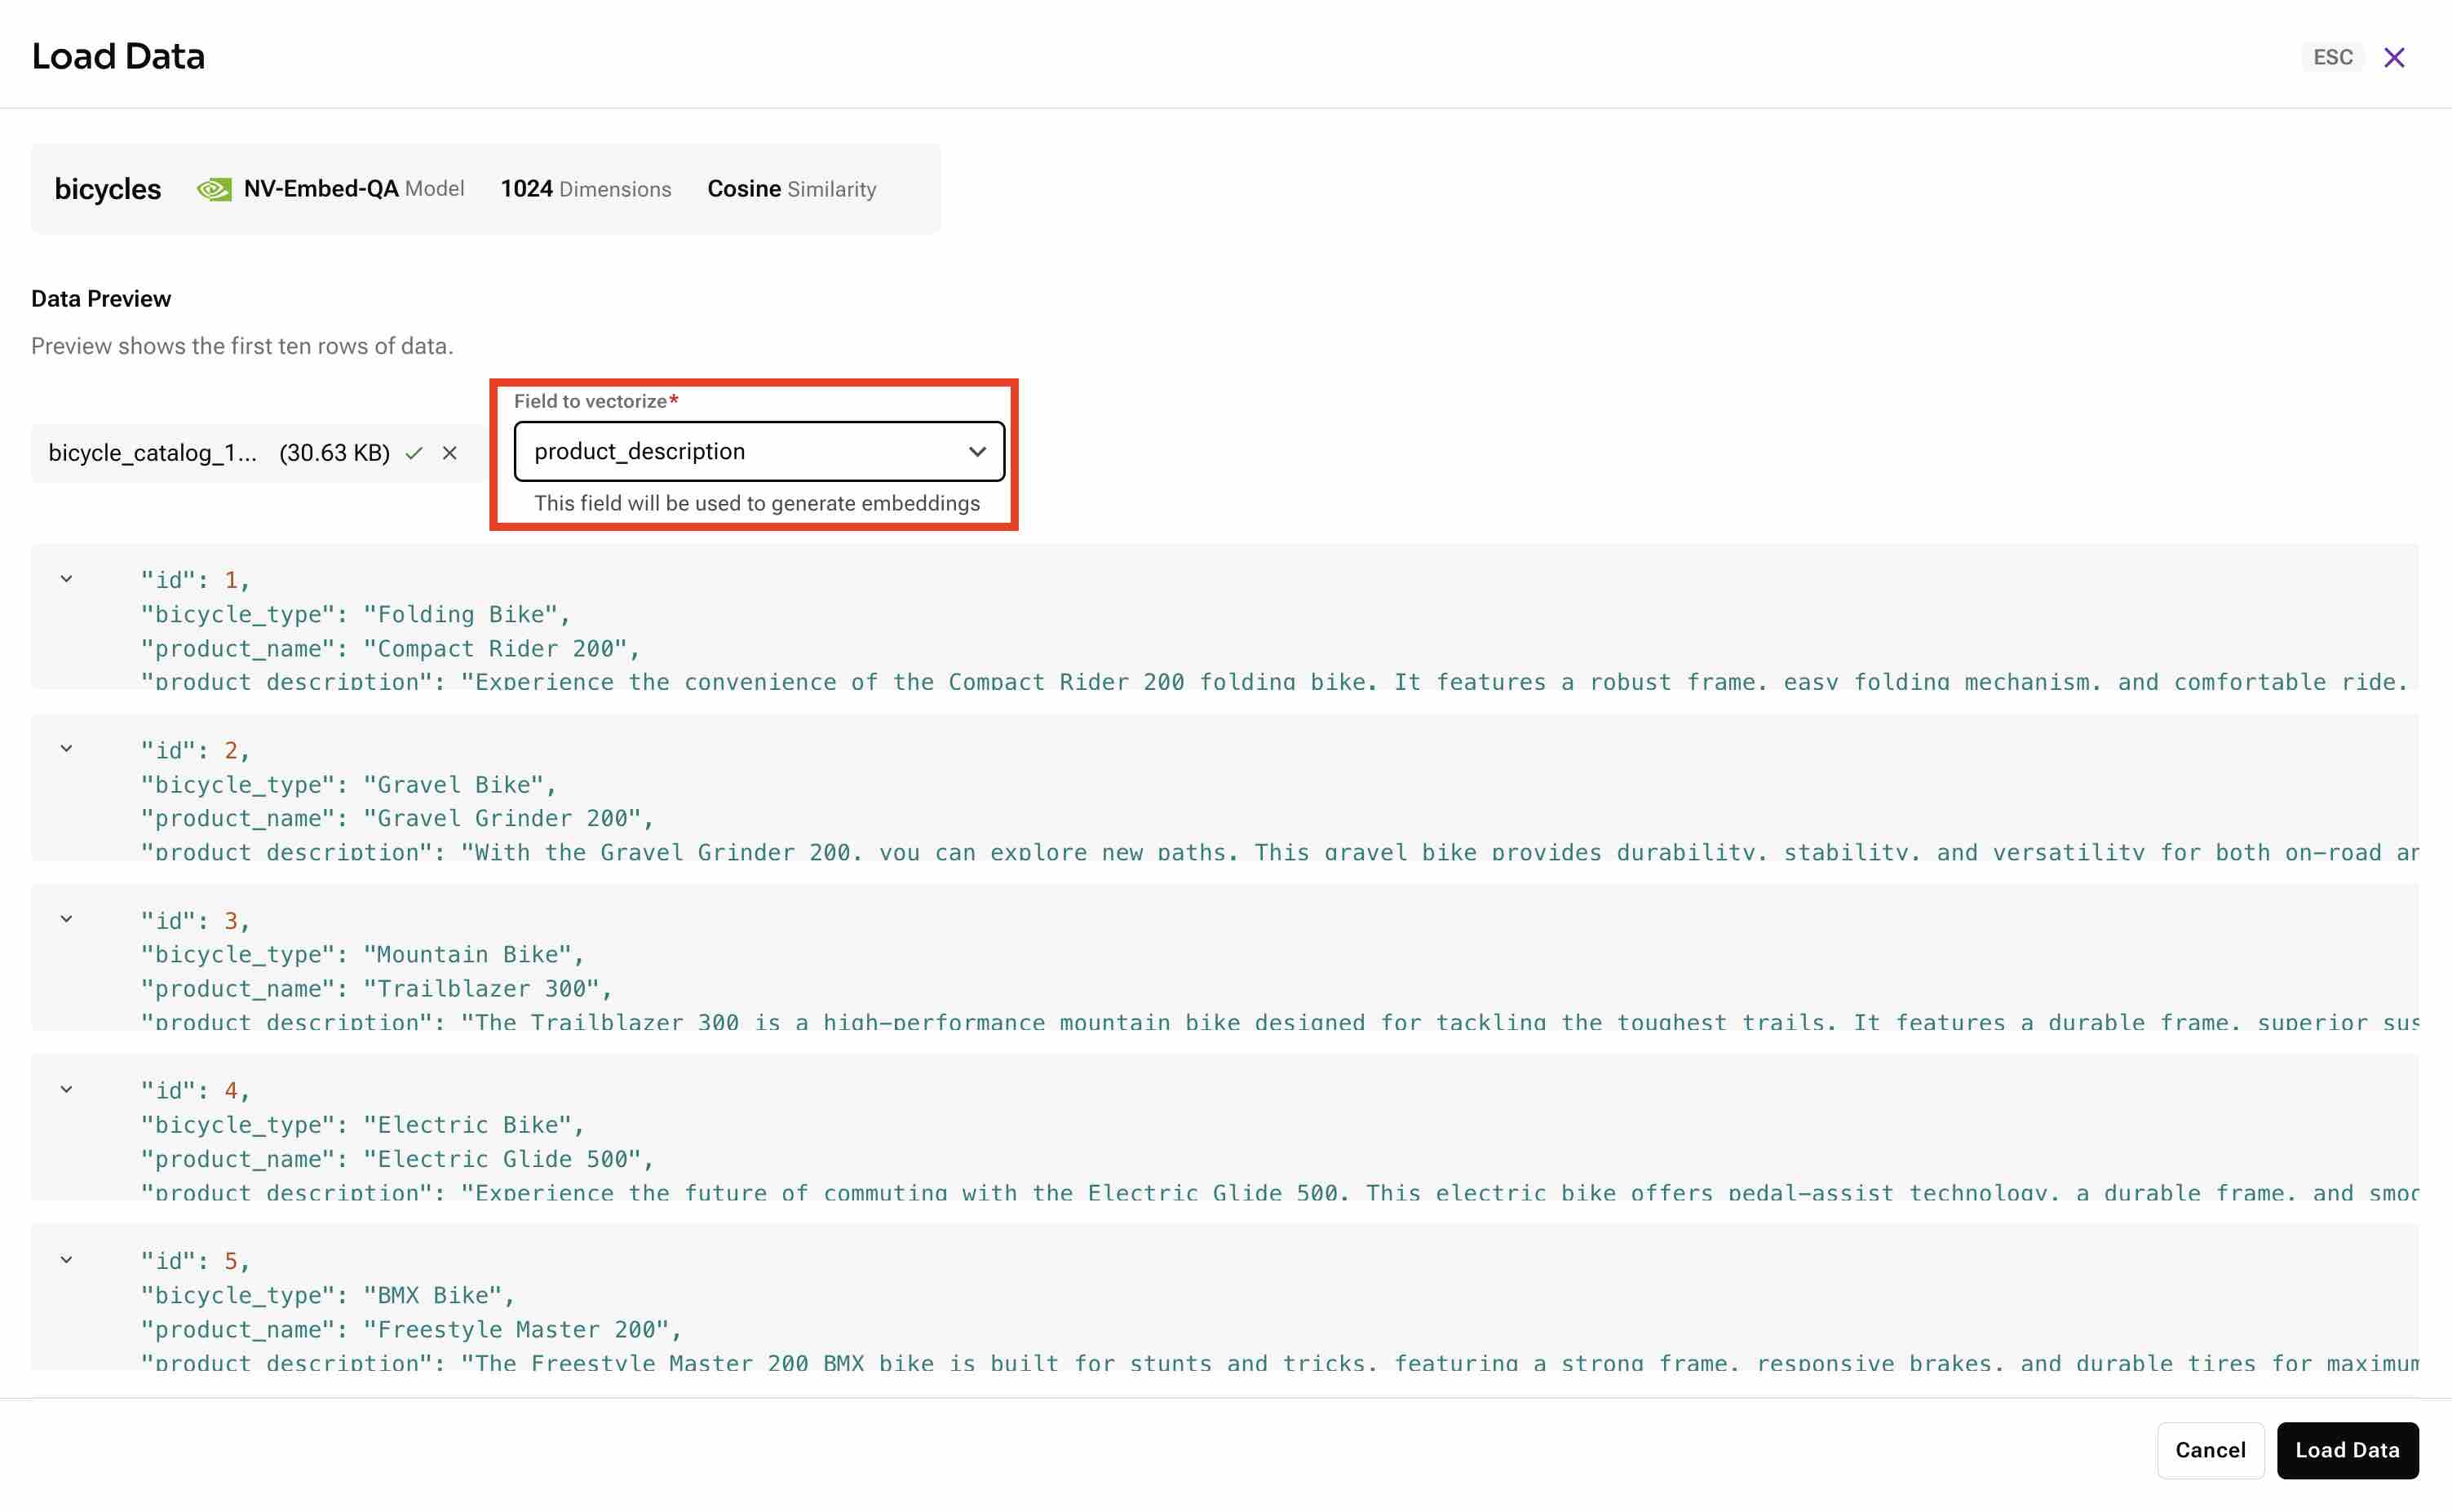 Load Data
ESC
bicycles NV-Embed-QA Model 1024 Dimensions Cosine Similarity
Data Preview
Preview shows the first ten rows of data.
Field to vectorize*
bicycle_catalog_1... (30.63 KB)
product_description
This field will be used to generate embeddings
"id": 1,
"bicycle_type": "Folding Bike",
"product_name": "Compact Rider 200",
"product_description": "Experience the convenience of the Compact Rider 200 folding bike. It features a robust frame, easy folding mechanism, and comfortable ride.
"id": 2,
"bicycle_type": "Gravel Bike",
"product_name": "Gravel Grinder 200",
"product_description": "With the Gravel Grinder 200, you can explore new paths. This gravel bike provides durability, stability, and versatility for both on-road
"id": 3,
"bicycle_type": "Mountain Bike",
"product_name": "Trailblazer 300",
"product_description": "The Trailblazer 300 is a high-performance mountain bike designed for tackling the toughest trails. It features a durable frame, superior
"id": 4,
"bicycle_type": "Electric Bike",
"product_name": "Electric Glide 500",
"product_description": "Experience the future of commuting with the Electric Glide 500. This electric bike offers pedal-assist technology, a durable frame, and
"id": 5,
"bicycle_type": "BMX Bike",
"product_name": "Freestyle Master 200",
"product_description": "The Freestyle Master 200 BMX bike is built for stunts and tricks, featuring a strong frame, responsive brakes, and durable tires for maximum
Cancel
Load Data